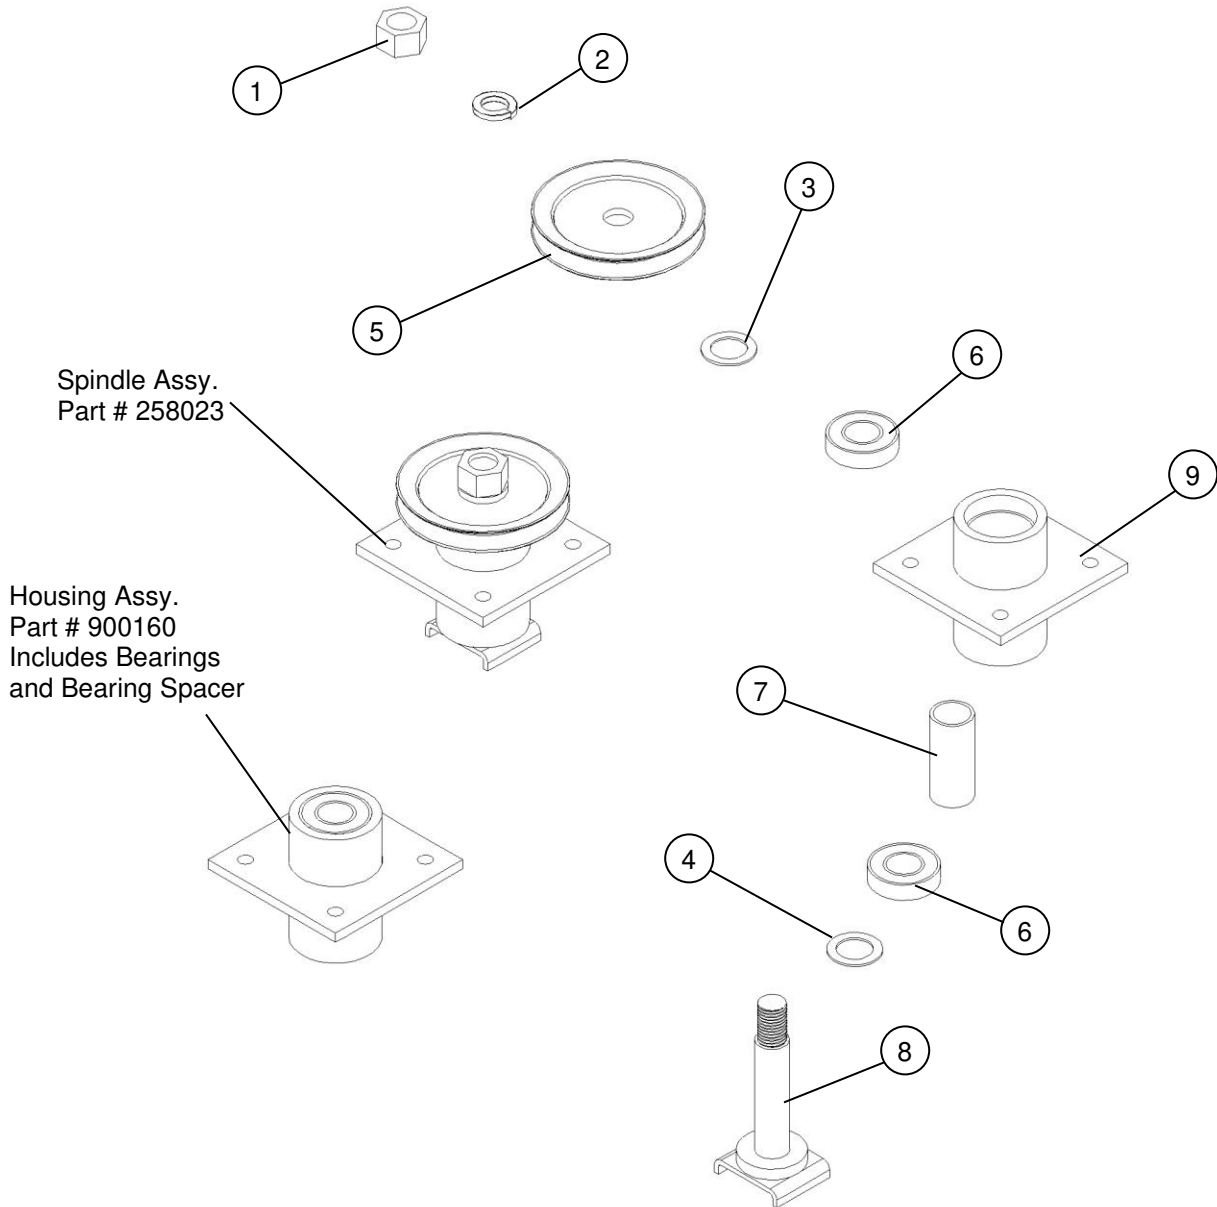 1
2
3
5
6
Spindle Assy.
Part # 258023
9
Housing Assy.
Part # 900160
Includes Bearings
and Bearing Spacer
7
4
6
8